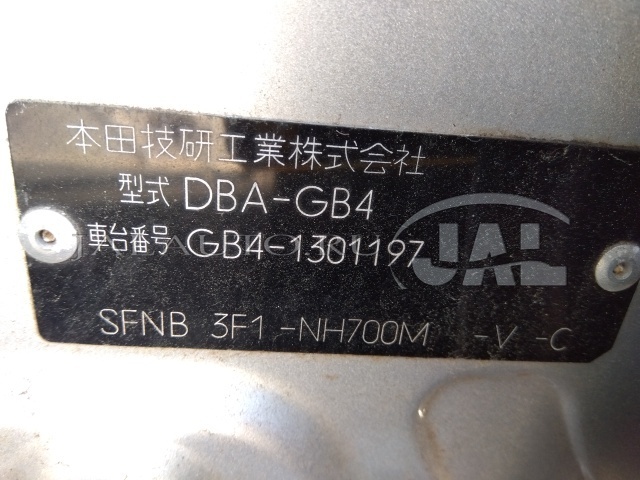 本田技研工業株式会社
型式 DBA-GB4
車台番号 GB4-1301197
JAL
SFNB 3F1-NH700M -V -C